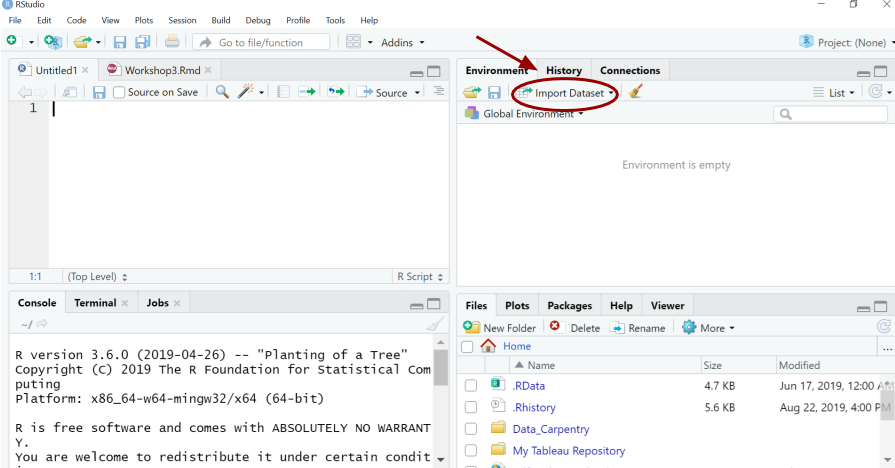 RStudio
File Edit Code View Plots Session Build Debug Profile Tools Help
Go to file/function Addins Project: (None)
Untitled1 Workshop3.Rmd
Source on Save Source
1
1:1 (Top Level) R Script
Console Terminal Jobs
~/
R version 3.6.0 (2019-04-26) -- "Planting of a Tree"
Copyright (C) 2019 The R Foundation for Statistical Com
puting
Platform: x86_64-w64-mingw32/x64 (64-bit)
R is free software and comes with ABSOLUTELY NO WARRANT
Y.
You are welcome to redistribute it under certain condit
Environment History Connections
Import Dataset List
Global Environment
Environment is empty
Files Plots Packages Help Viewer
New Folder Delete Rename More
Home ...
Name Size Modified
.RData 4.7 KB Jun 17, 2019, 12:00 AM
.Rhistory 5.6 KB Aug 22, 2019, 4:00 PM
Data_Carpentry
My Tableau Repository